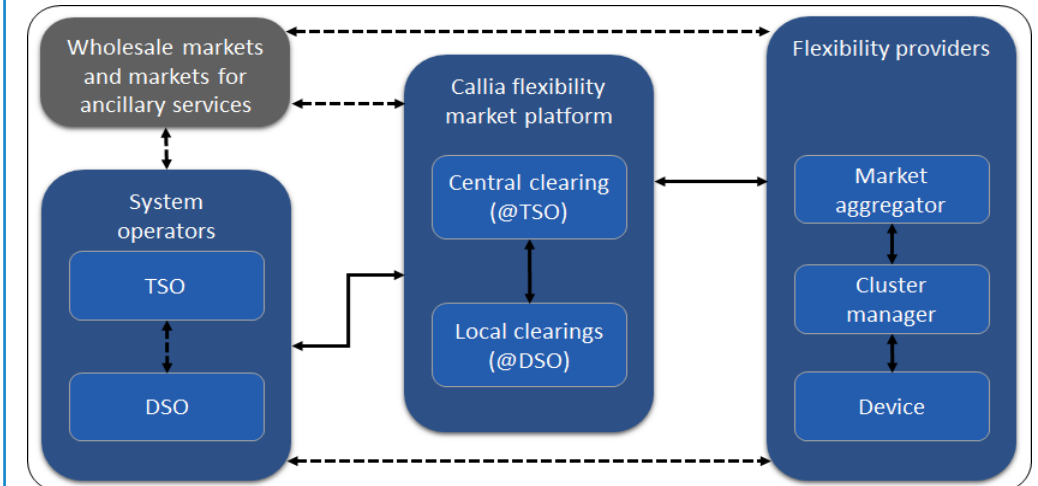 Wholesale markets
and markets for
ancillary services
System
operators
TSO
DSO
Callia flexibility
market platform
Central clearing
(@TSO)
Local clearings
(@DSO)
Flexibility providers
Market
aggregator
Cluster
manager
Device